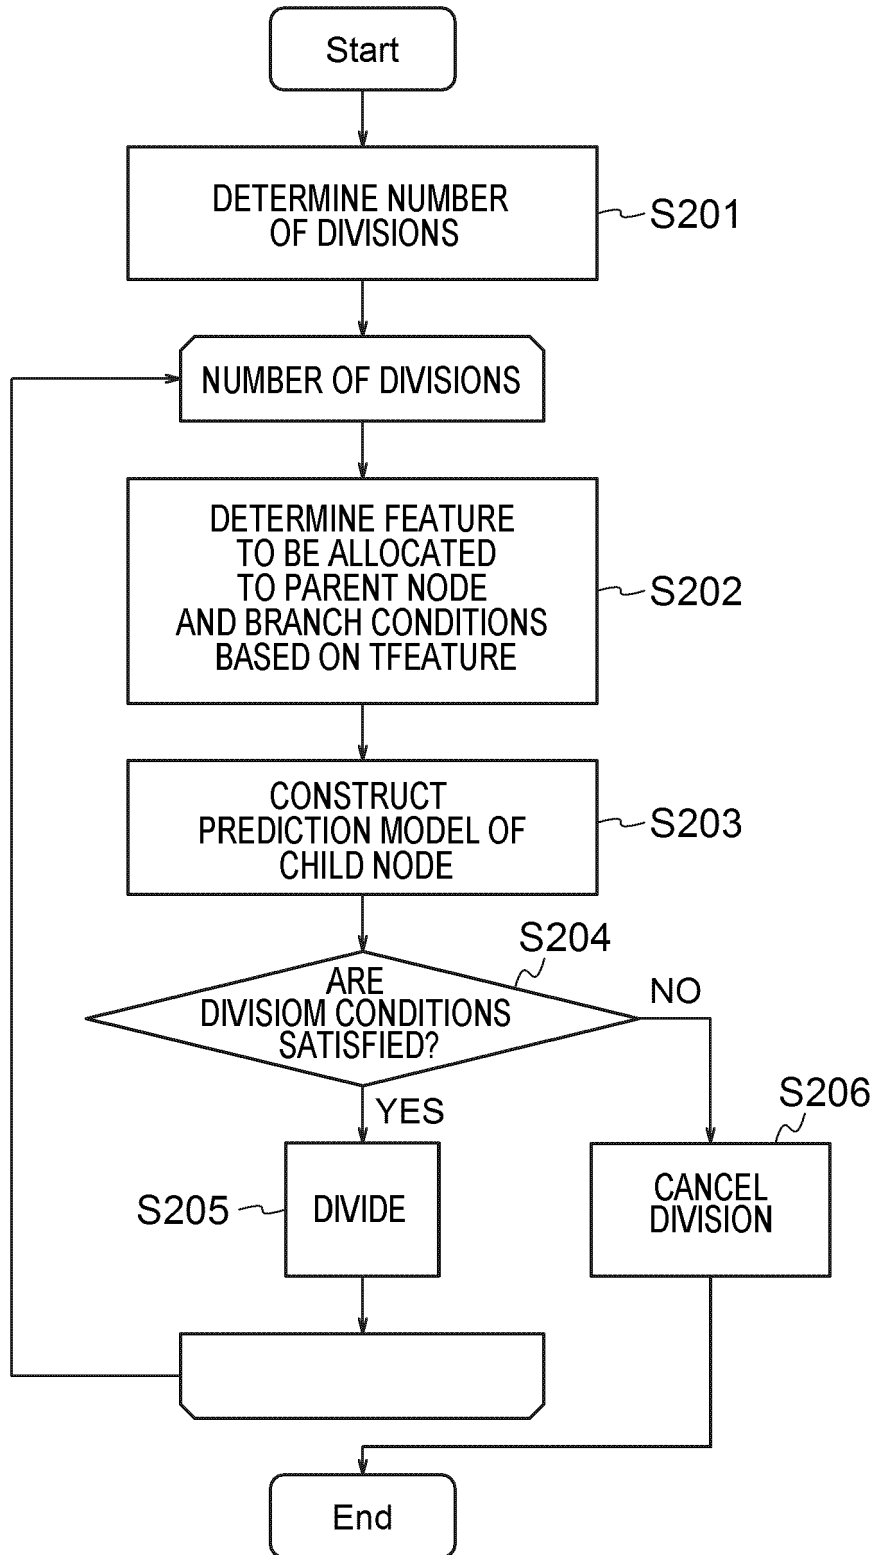 Start
DETERMINE NUMBER
OF DIVISIONS
S201
NUMBER OF DIVISIONS
DETERMINE FEATURE
TO BE ALLOCATED
TO PARENT NODE
AND BRANCH CONDITIONS
BASED ON TFEATURE
S202
CONSTRUCT
PREDICTION MODEL OF
CHILD NODE
S203
S204
ARE
DIVISIOM CONDITIONS
SATISFIED?
NO
YES
S206
S205
DIVIDE
CANCEL
DIVISION
End